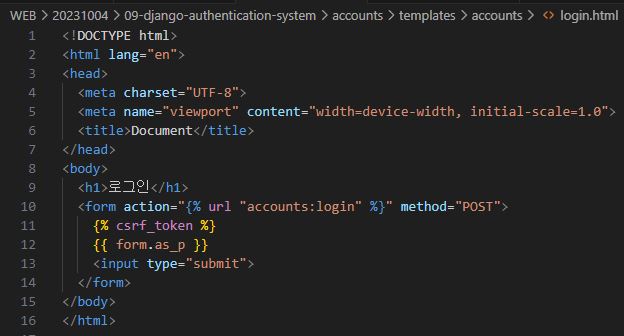 WEB > 20231004 > 09-django-authentication-system > accounts > templates > accounts > <> login.html
1 <!DOCTYPE html>
2 <html lang="en">
3 <head>
4 <meta charset="UTF-8">
5 <meta name="viewport" content="width=device-width, initial-scale=1.0">
6 <title>Document</title>
7 </head>
8 <body>
9 <h1>로그인</h1>
10 <form action="{% url "accounts:login" %}" method="POST">
11 {% csrf_token %}
12 {{ form.as_p }}
13 <input type="submit">
14 </form>
15 </body>
16 </html>
17